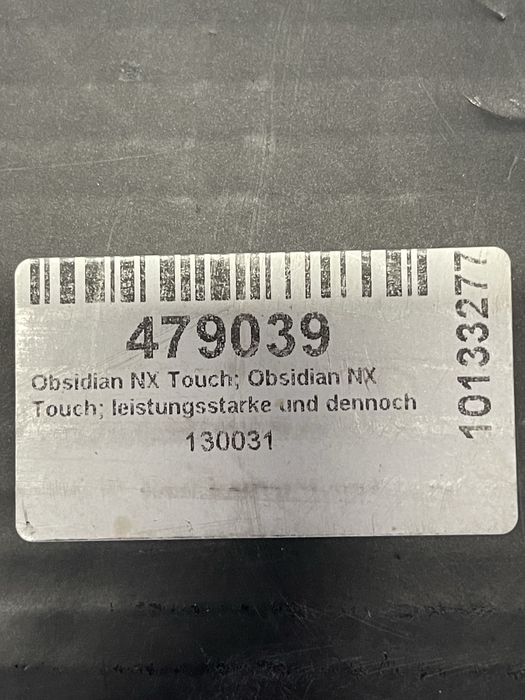 479039
Obsidian NX Touch; Obsidian NX
Touch; leistungsstarke und dennoch
130031
10133277